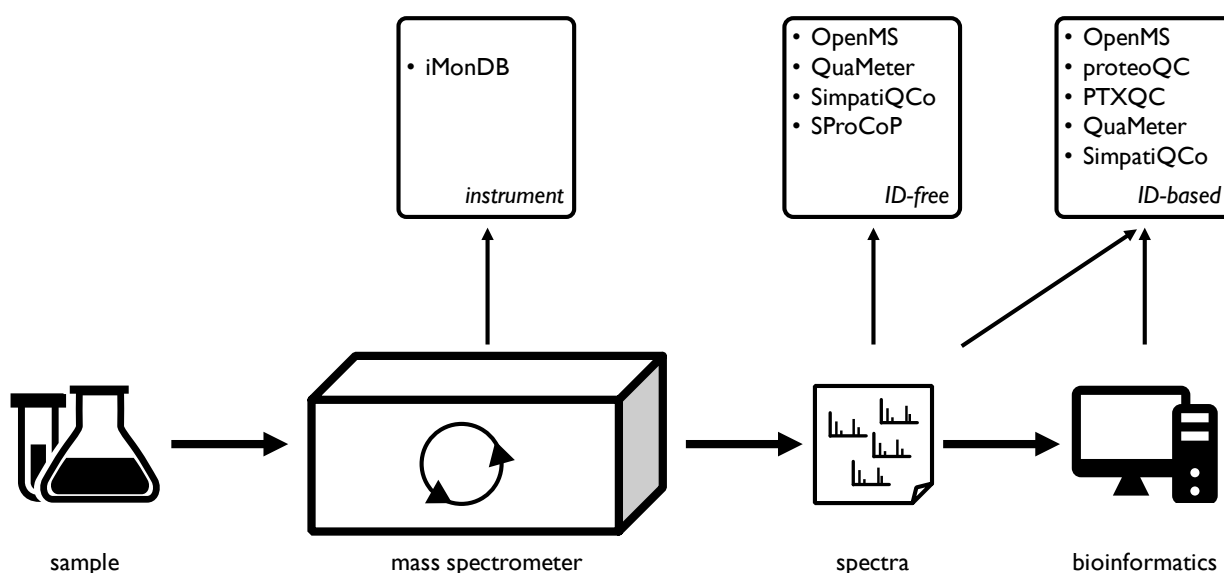 • iMonDB
instrument
• OpenMS
• QuaMeter
• SimpatiQCo
• SProCoP
ID-free
• OpenMS
• proteoQC
• PTXQC
• QuaMeter
• SimpatiQCo
ID-based
sample
mass spectrometer
spectra
bioinformatics